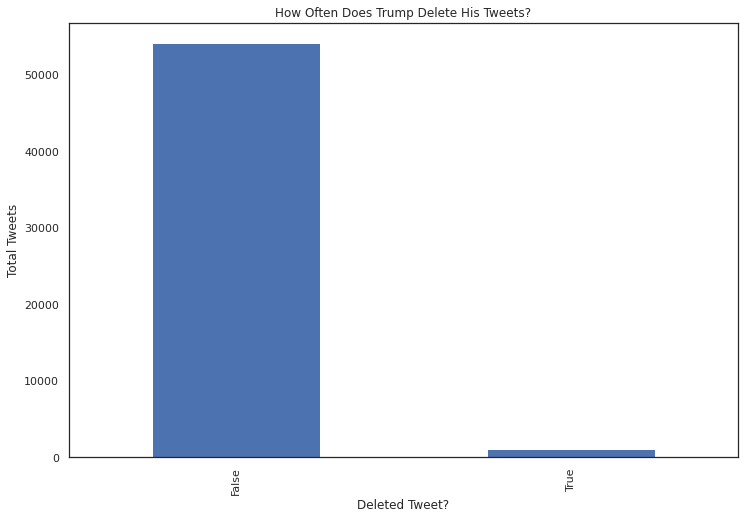 How Often Does Trump Delete His Tweets?
50000
40000
30000
20000
10000
0
Total Tweets
False
True
Deleted Tweet?